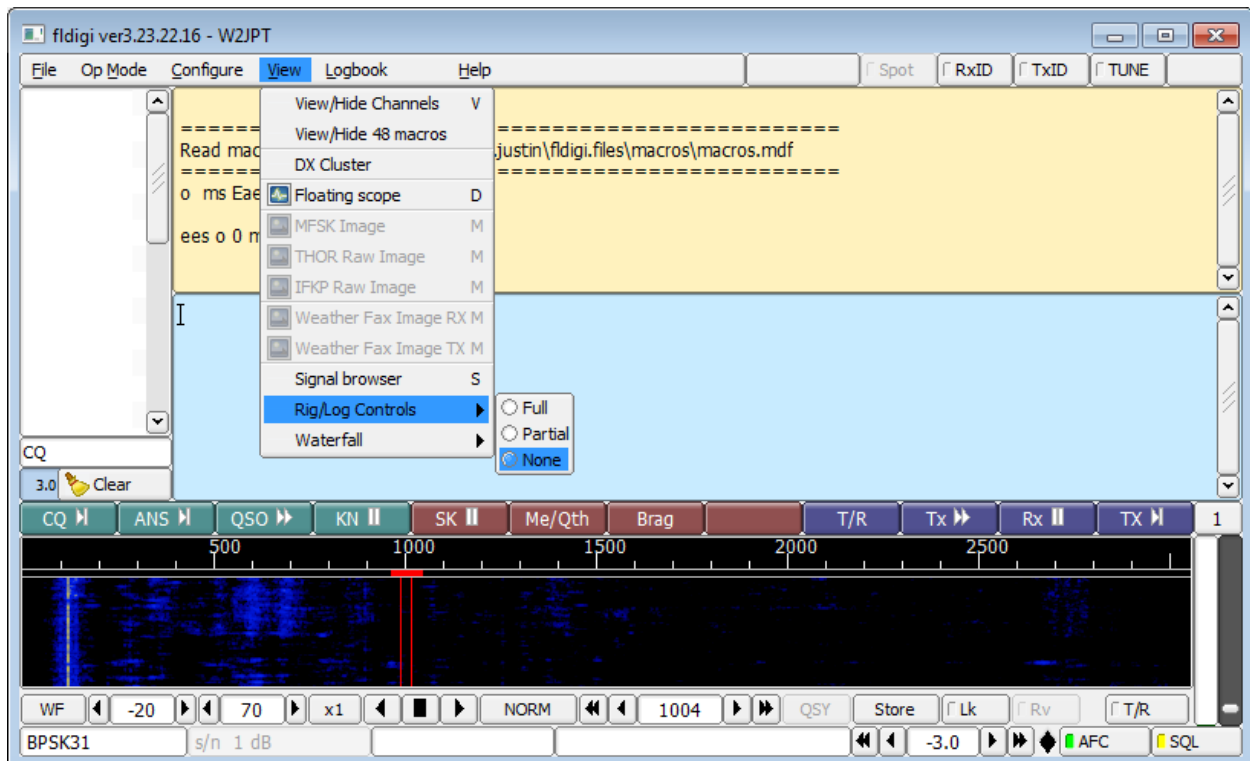 fldigi ver3.23.22.16 - W2JPT
File Op Mode Configure View Logbook Help Spot RxID TxID TUNE
View/Hide Channels V
View/Hide 48 macros
DX Cluster
Floating scope D
MFSK Image M
THOR Raw Image M
IFKP Raw Image M
Weather Fax Image RX M
Weather Fax Image TX M
Signal browser S
Rig/Log Controls
Waterfall
Full
Partial
None
==========================
Read mac .justin\fldigi.files\macros\macros.mdf
==========================
o ms Eae
ees o 0 m
CQ
3.0 Clear
CQ ANS QSO KN SK Me/Qth Brag T/R Tx Rx TX 1
500 1000 1500 2000 2500
WF -20 70 x1 NORM 1004 QSY Store Lk Rv T/R
BPSK31 s/n 1 dB -3.0 AFC SQL